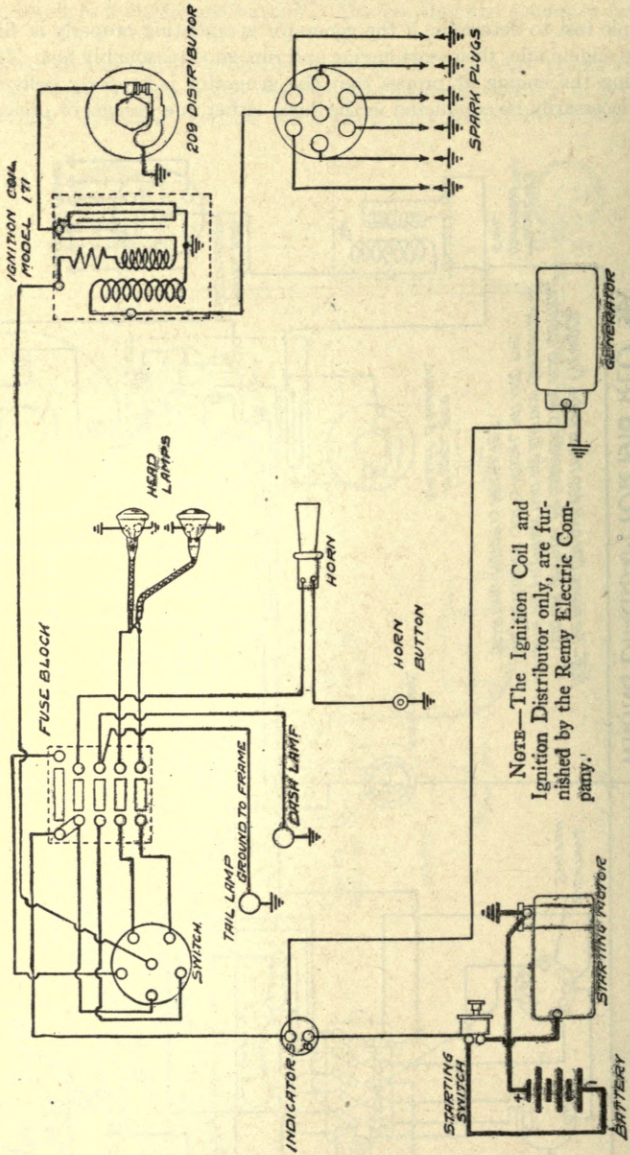 IGNITION COIL
MODEL 171
209 DISTRIBUTOR
SPARK PLUGS
HEAD
LAMPS
FUSE BLOCK
HORN
HORN
BUTTON
GENERATOR
TAIL LAMP
GROUND TO FRAME
DASH LAMP
SWITCH
INDICATOR
STARTING
SWITCH
STARTING MOTOR
+
-
BATTERY
NOTE—The Ignition Coil and
Ignition Distributor only, are fur-
nished by the Remy Electric Com-
pany.